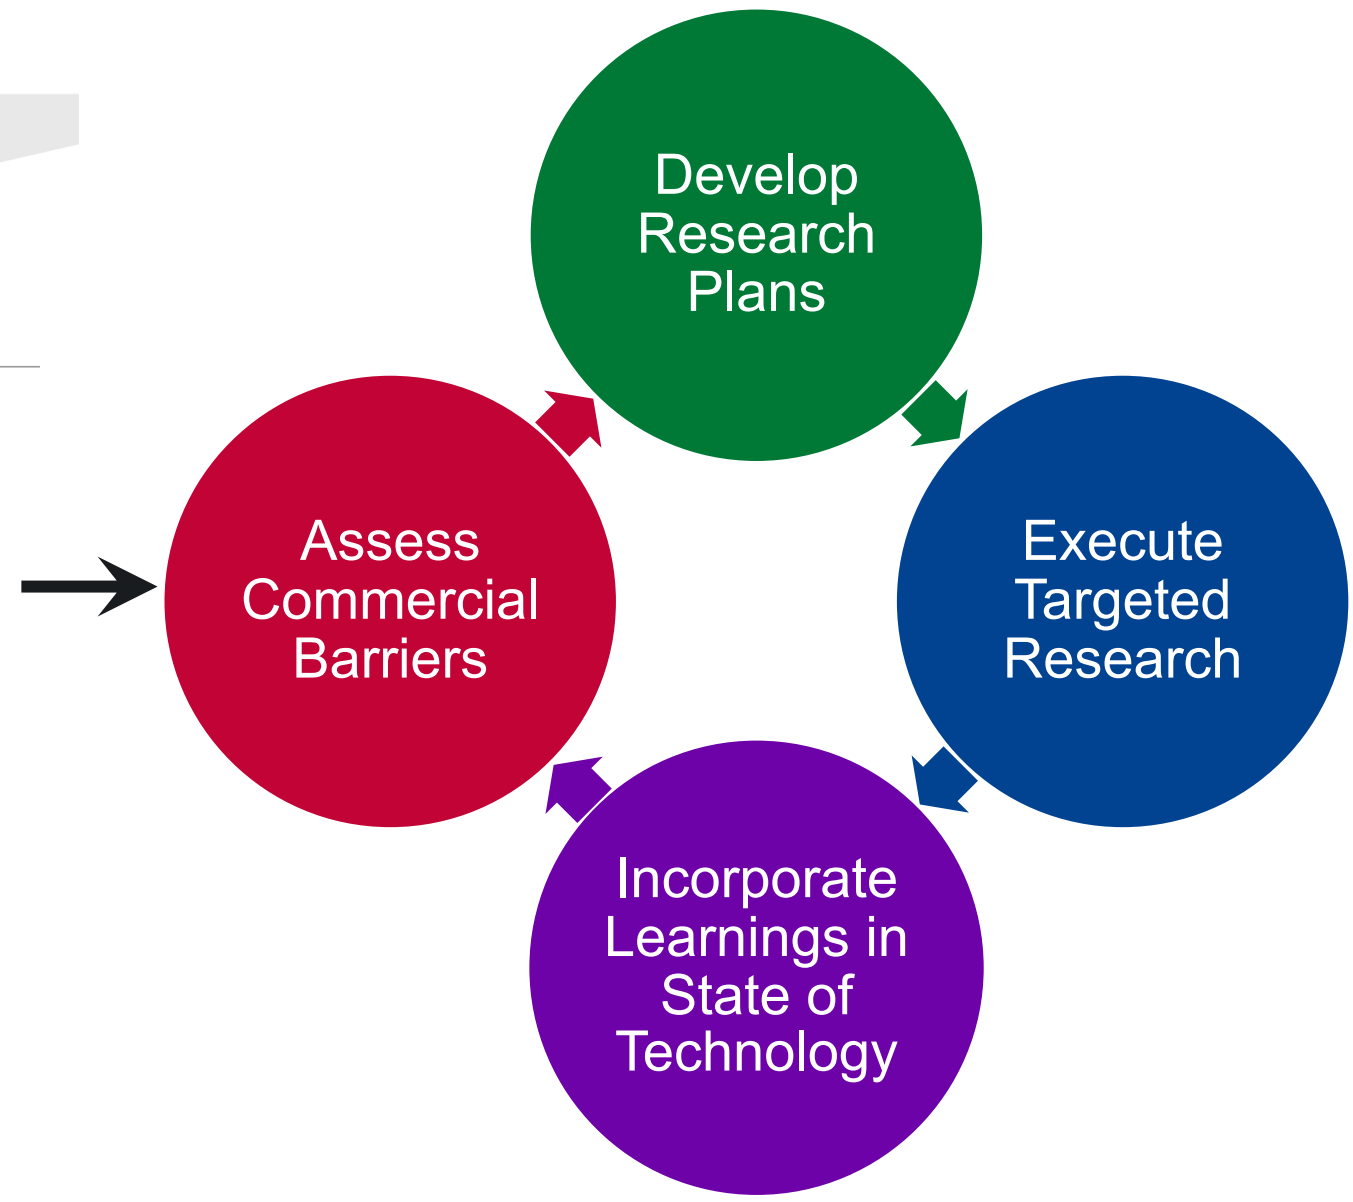 Develop
Research
Plans
Assess
Commercial
Barriers
Execute
Targeted
Research
Incorporate
Learnings in
State of
Technology